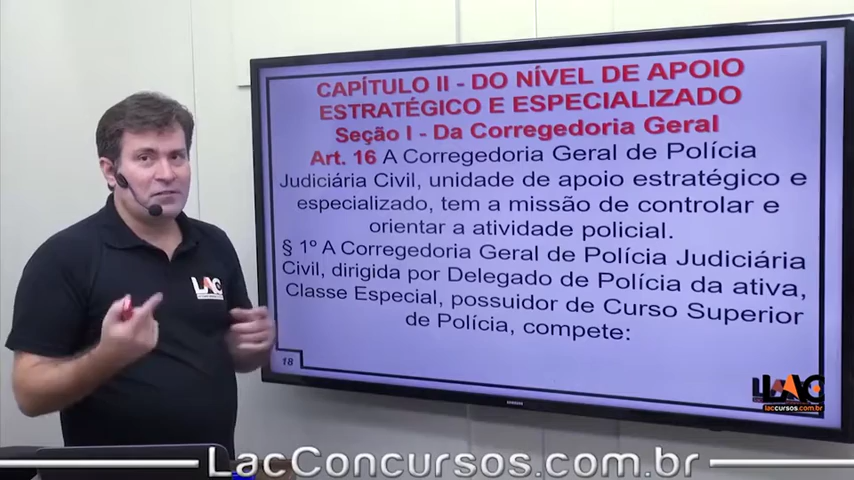 CAPÍTULO II - DO NÍVEL DE APOIO
ESTRATÉGICO E ESPECIALIZADO
Seção I - Da Corregedoria Geral
Art. 16 A Corregedoria Geral de Polícia
Judiciária Civil, unidade de apoio estratégico e
especializado, tem a missão de controlar e
orientar a atividade policial.
§ 1º A Corregedoria Geral de Polícia Judiciária
Civil, dirigida por Delegado de Polícia da ativa,
Classe Especial, possuidor de Curso Superior
de Polícia, compete:
18
LAC
LAC
laccursos.com.br
SAMSUNG
LacConcursos.com.br